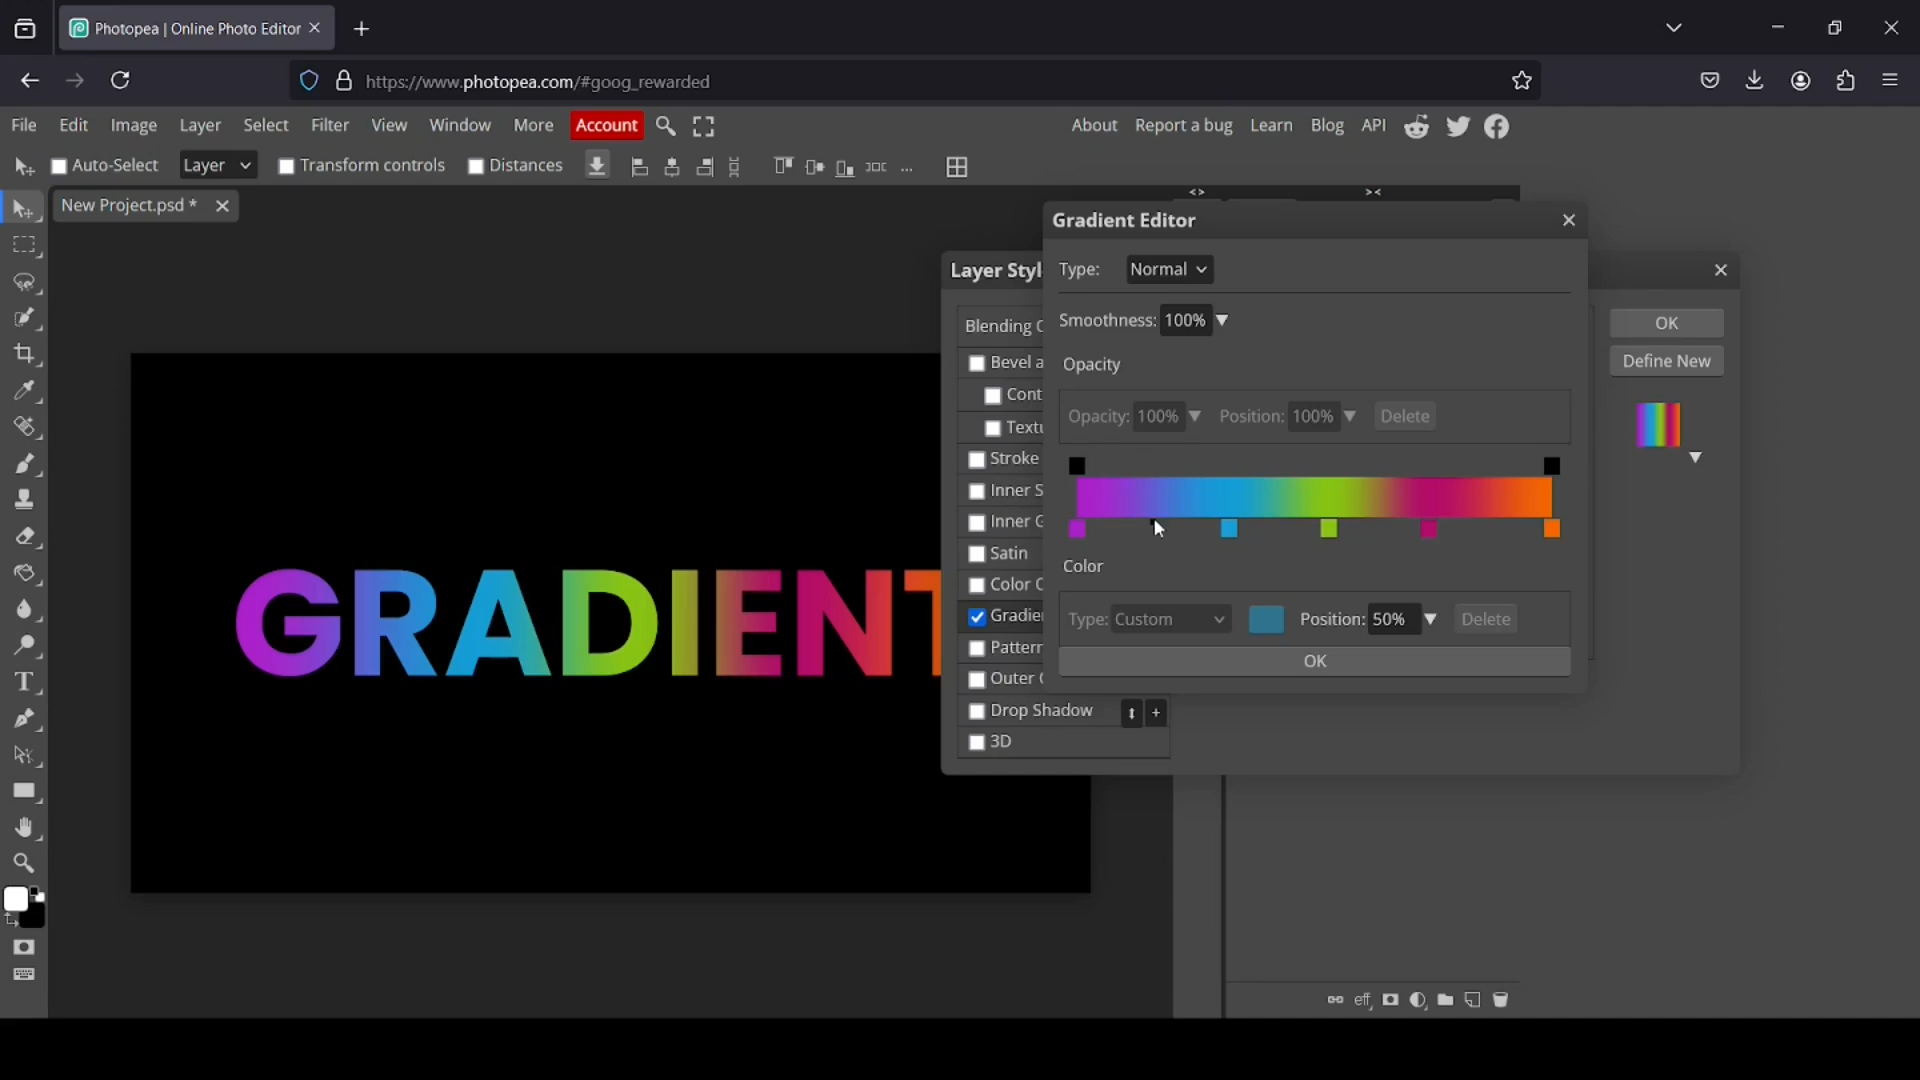 Photopea | Online Photo Editor
https://www.photopea.com/#goog_rewarded
File Edit Image Layer Select Filter View Window More Account About Report a bug Learn Blog API
Auto-Select Layer Transform controls Distances ...
New Project.psd *
<> ><
Gradient Editor
Layer Styl
Type: Normal
Blending O
Smoothness: 100%
OK
Bevel a
Opacity
Define New
Cont
Opacity: 100% Position: 100% Delete
Textu
Stroke
Inner S
Inner G
Satin
Color
Color O
GRADIENT
Gradien
Type: Custom Position: 50% Delete
Pattern
OK
Outer G
Drop Shadow +
3D
eff